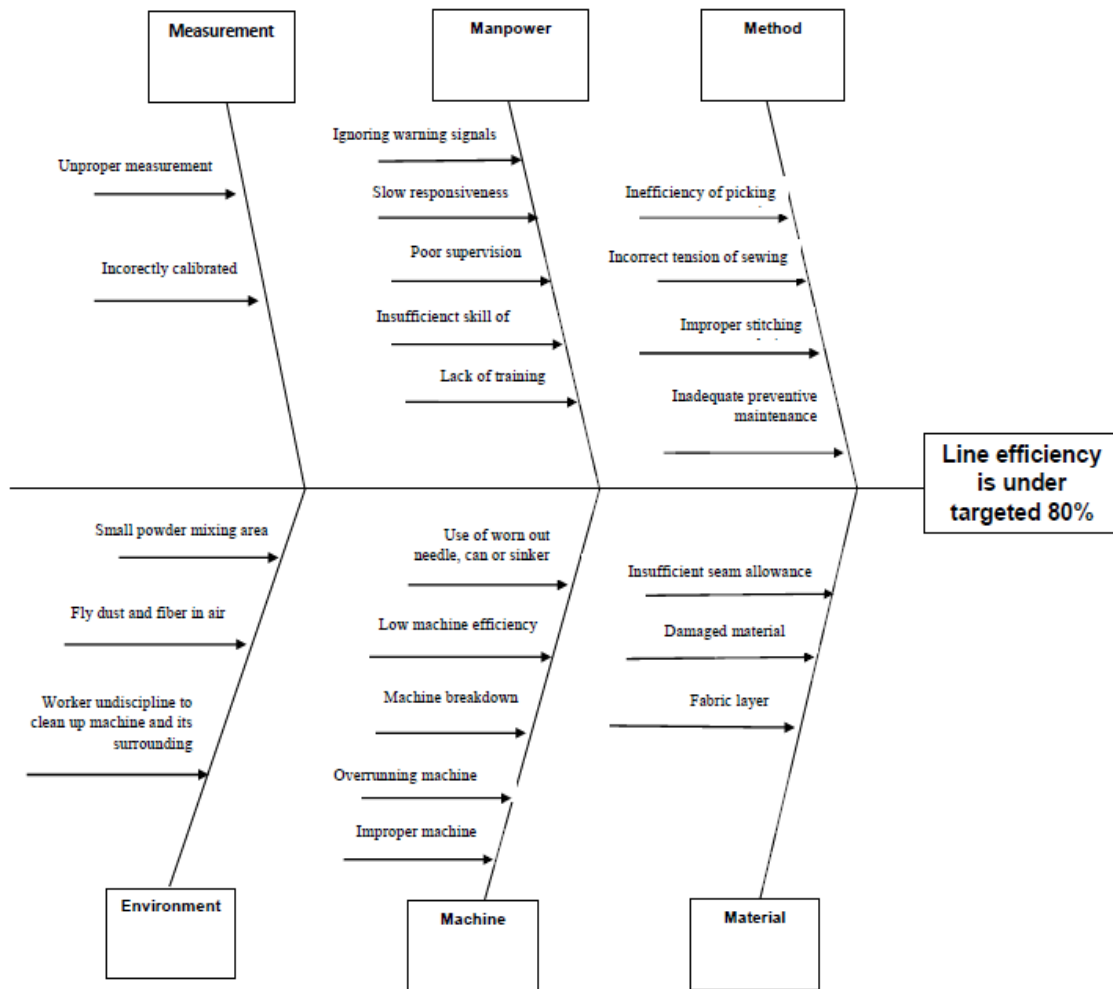 Measurement
Manpower
Method
Ignoring warning signals
Unproper measurement
Slow responsiveness
Inefficiency of picking
Poor supervision
Incorrect tension of sewing
Incorectly calibrated
Insufficienct skill of
Improper stitching
Lack of training
Inadequate preventive
maintenance
Line efficiency
is under
targeted 80%
Small powder mixing area
Use of worn out
needle, can or sinker
Insufficient seam allowance
Fly dust and fiber in air
Low machine efficiency
Damaged material
Worker undiscipline to
clean up machine and its
surrounding
Machine breakdown
Fabric layer
Overrunning machine
Improper machine
Environment
Machine
Material